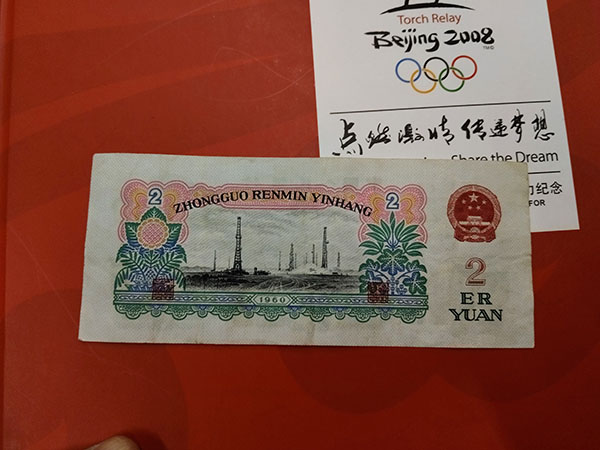 Torch Relay
Beijing 2008
点燃激情 传递梦想
Share the Dream
纪念
FOR
2
ZHONGGUO RENMIN YINHANG
2
1960
2
ER
YUAN